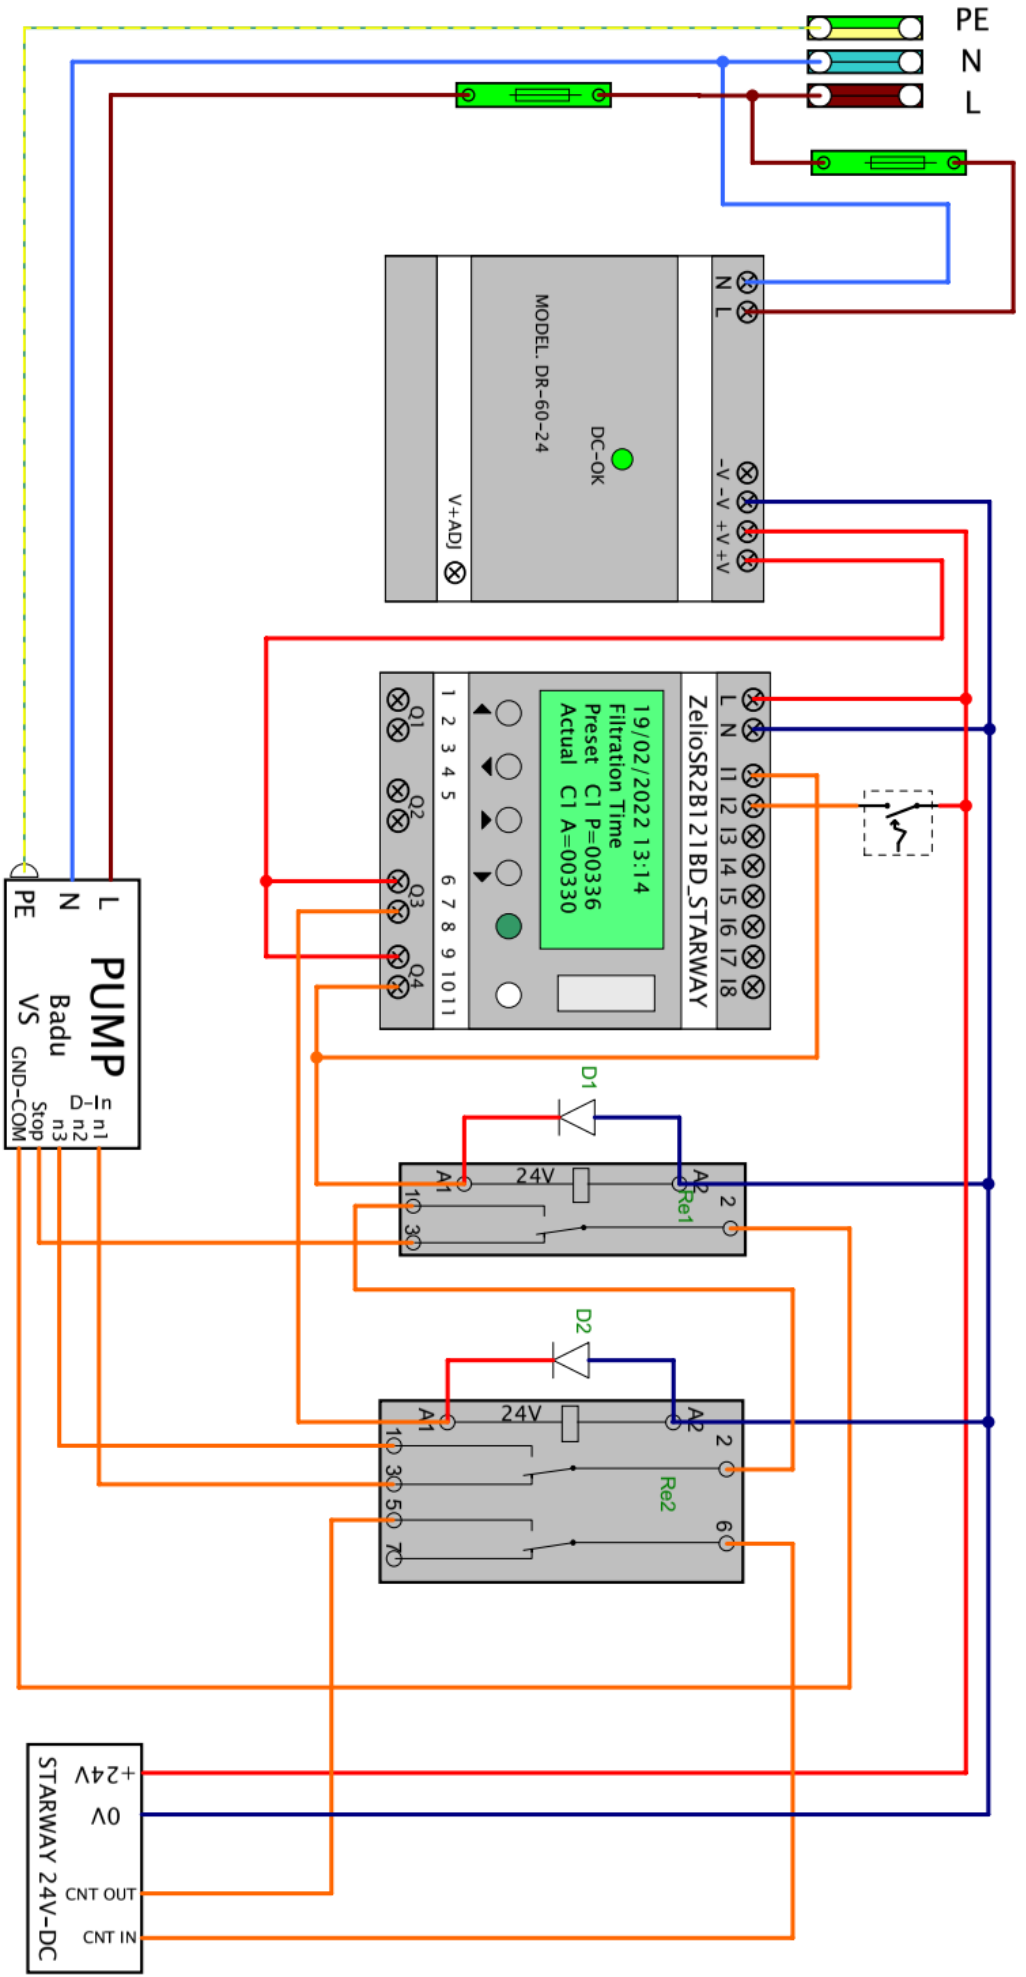 PE
N
L
N
L
-V
-V
+V
+V
MODEL. DR-60-24
DC-OK
V+ADJ
L
N
I1
I2
I3
I4
I5
I6
I7
I8
ZelioSR2B121BD_STARWAY
19/02/2022 13:14
Filtration Time
Preset C1 P=00336
Actual C1 A=00330
1 2 3 4 5 6 7 8 9 10 11
Q1
Q2
Q3
Q4
PE
N
L
PUMP
Badu
VS
D-In
n1
n2
n3
Stop
GND-COM
D1
A1
24V
A2
Re1
1
3
2
D2
A1
24V
A2
Re2
1
3
5
7
2
6
STARWAY 24V-DC
+24V
0V
CNT OUT
CNT IN